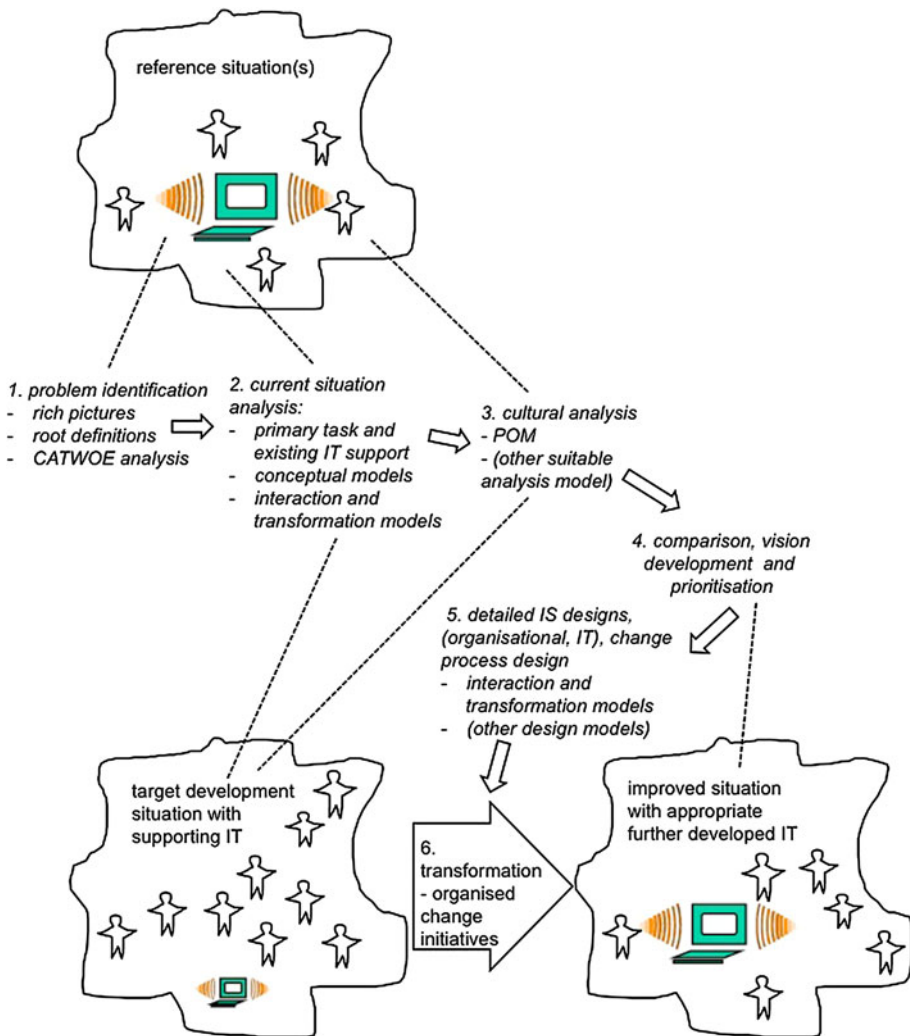 reference situation(s)
1. problem identification
- rich pictures
- root definitions
- CATWOE analysis
2. current situation
analysis:
- primary task and
existing IT support
- conceptual models
- interaction and
transformation models
3. cultural analysis
- POM
- (other suitable
analysis model)
4. comparison, vision
development and
prioritisation
5. detailed IS designs,
(organisational, IT), change
process design
- interaction and
transformation models
- (other design models)
target development
situation with
supporting IT
6.
transformation
- organised
change
initiatives
improved situation
with appropriate
further developed IT